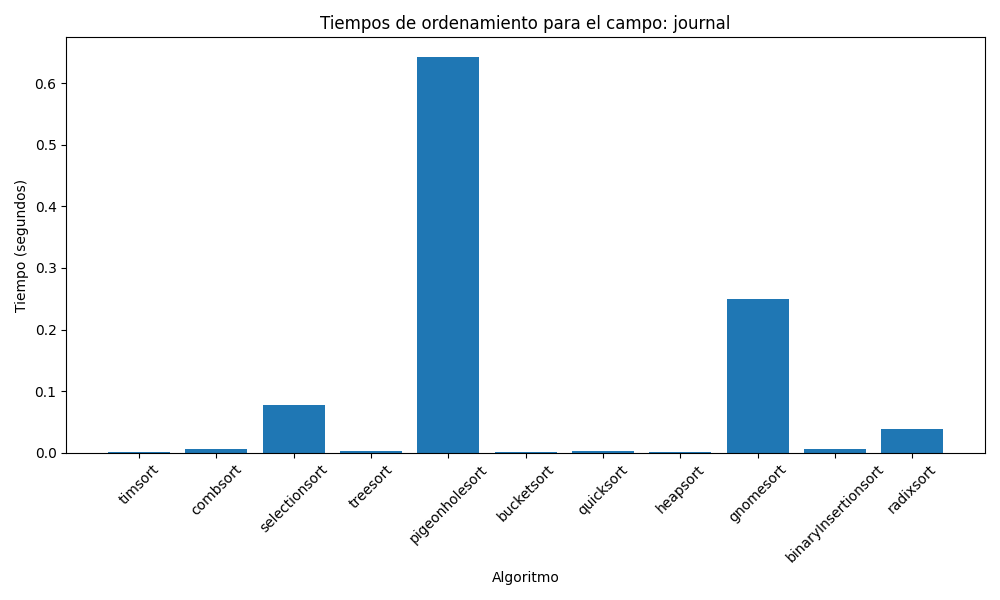 Tiempos de ordenamiento para el campo: journal
Tiempo (segundos)
0.6
0.5
0.4
0.3
0.2
0.1
0.0
timsort
combsort
selectionsort
treesort
pigeonholesort
bucketsort
quicksort
heapsort
gnomesort
binaryInsertionsort
radixsort
Algoritmo